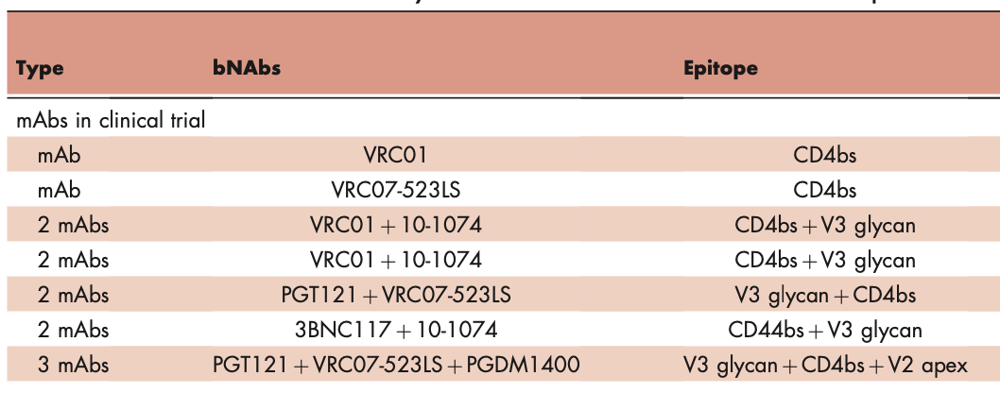 Type bNAbs Epitope
mAbs in clinical trial
mAb VRC01 CD4bs
mAb VRC07-523LS CD4bs
2 mAbs VRC01 + 10-1074 CD4bs + V3 glycan
2 mAbs VRC01 + 10-1074 CD4bs + V3 glycan
2 mAbs PGT121 + VRC07-523LS V3 glycan + CD4bs
2 mAbs 3BNC117 + 10-1074 CD44bs + V3 glycan
3 mAbs PGT121 + VRC07-523LS + PGDM1400 V3 glycan + CD4bs + V2 apex